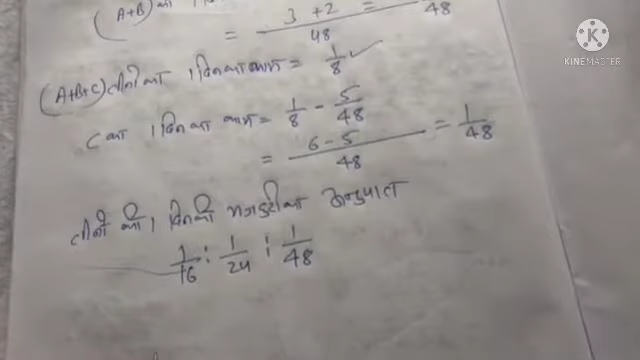 (A+B) का 1
= 3 + 2 / 48 = 48
(A+B+C) तीनों का 1 दिन का काम = 1/8 ✓
C का 1 दिन का काम = 1/8 - 5/48
= 6 - 5 / 48 = 1/48
तीनों की 1 दिन की मजदूरी का अनुपात
1/16 : 1/24 : 1/48
KINEMASTER